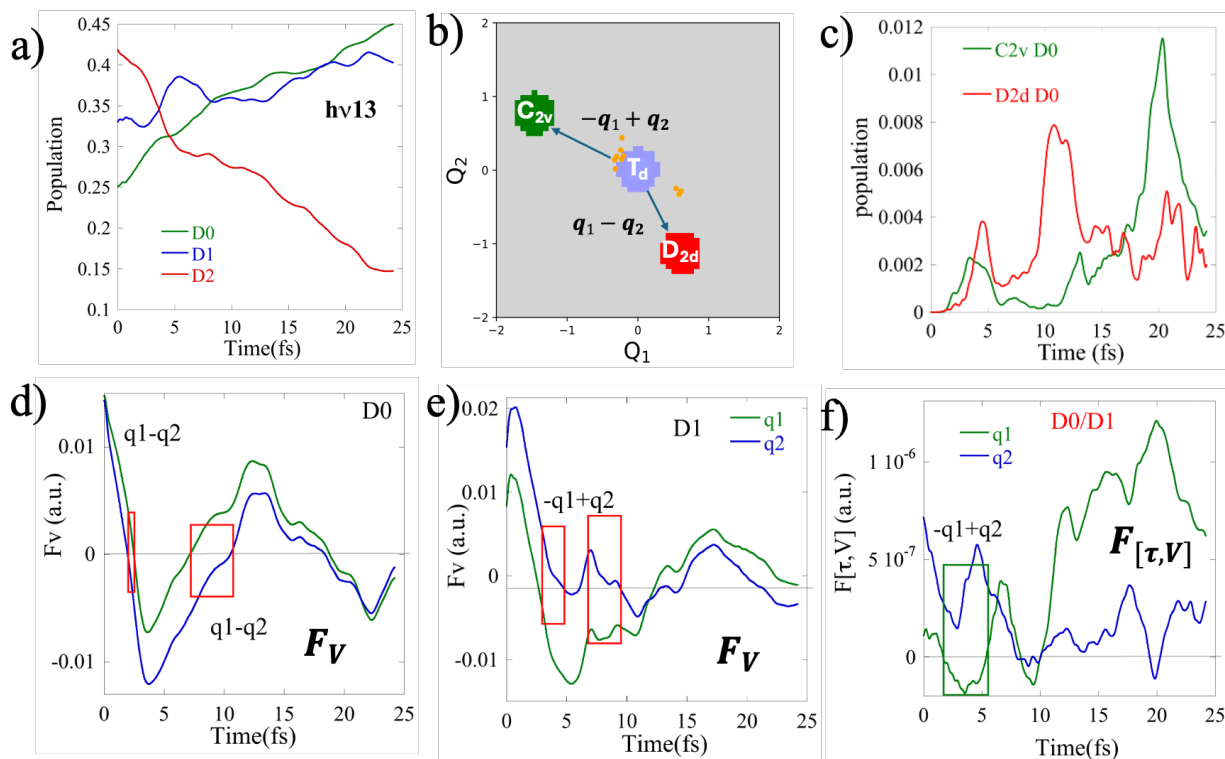 a)
0.45
0.4
0.35
0.3
0.25
0.2
0.15
0.1
Population
hν13
D0
D1
D2
0 5 10 15 20 25
Time(fs)
b)
2
1
0
−1
−2
Q2
C2v
−q1 + q2
Td
q1 − q2
D2d
−2 −1 0 1 2
Q1
c)
0.012
0.01
0.008
0.006
0.004
0.002
0
population
C2v D0
D2d D0
0 5 10 15 20 25
Time (fs)
d)
D0
q1-q2
0.01
0
-0.01
Fv (a.u.)
q1-q2
FV
0 5 10 15 20 25
Time(fs)
e)
0.02
0.01
0
-0.01
Fv (a.u.)
D1
q1
q2
-q1+q2
FV
0 5 10 15 20 25
Time(fs)
f)
D0/D1
q1
q2
1 10-6
5 10-7
0
F[τ,V] (a.u.)
-q1+q2
F[τ,V]
0 5 10 15 20 25
Time(fs)